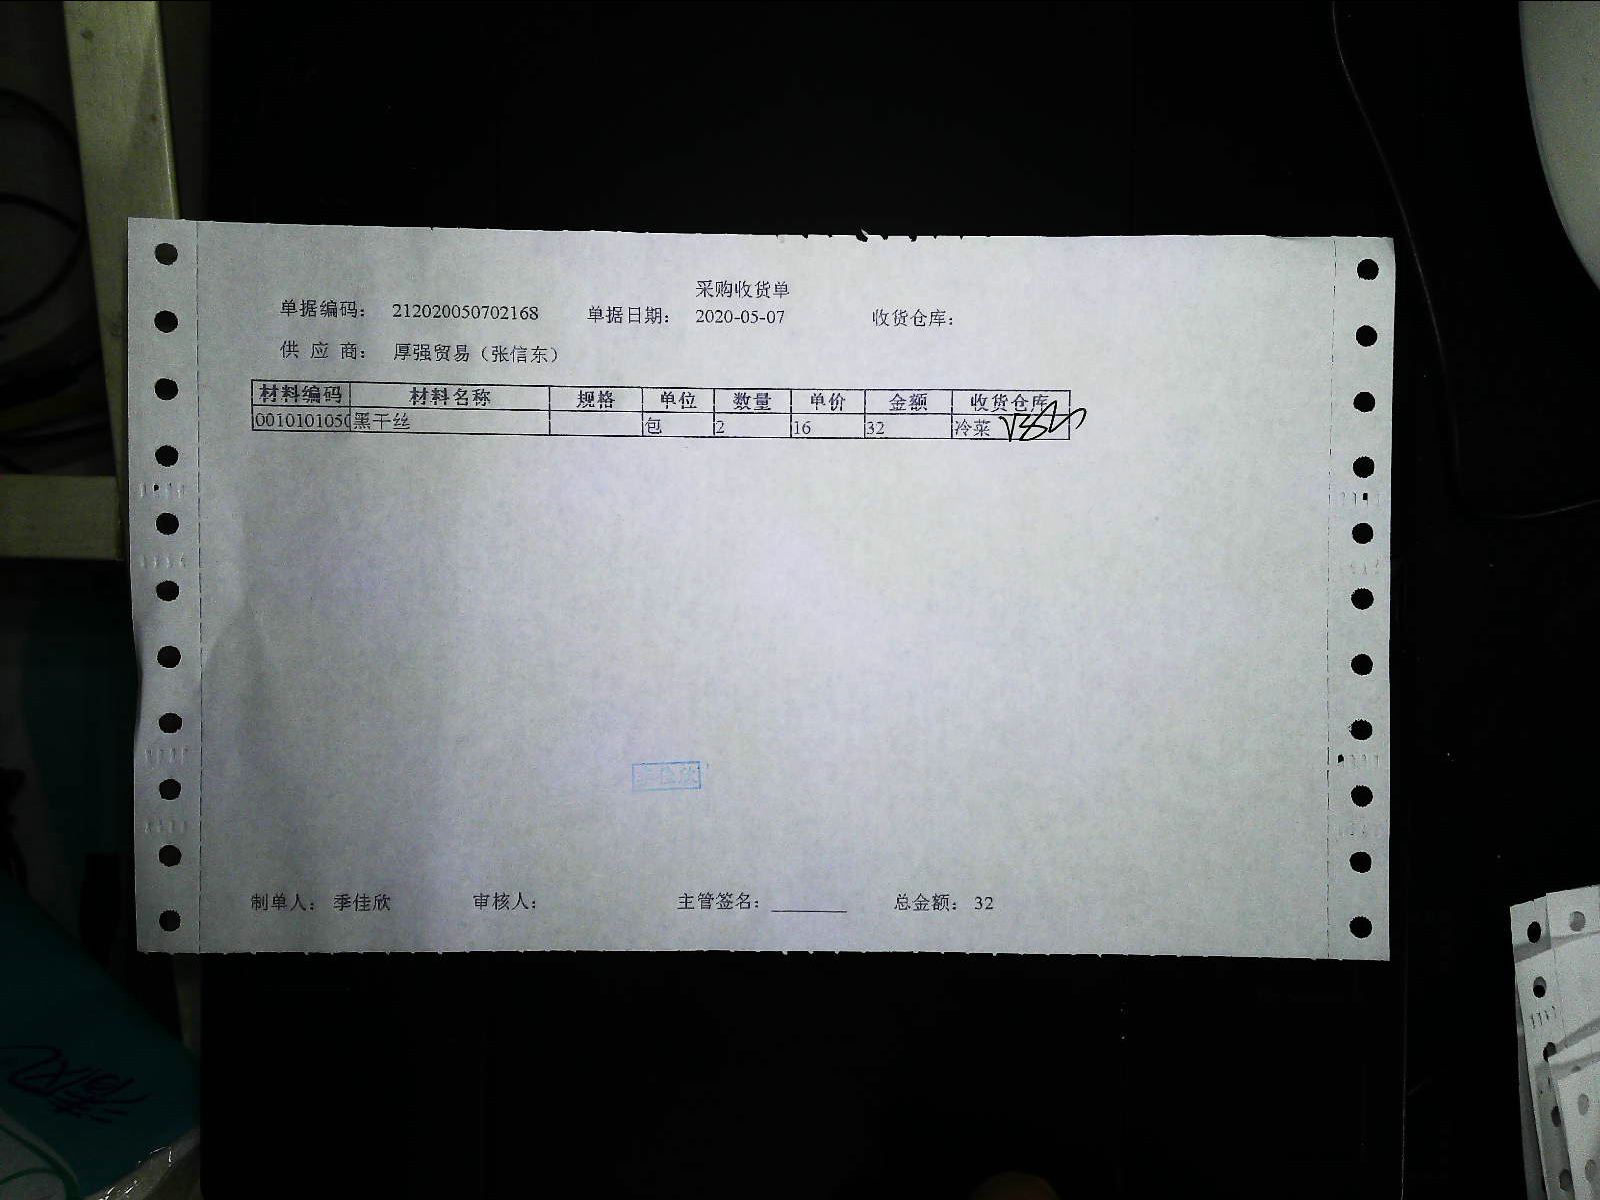 采购收货单
单据编码: 212020050702168 单据日期: 2020-05-07 收货仓库:
供 应 商: 厚强贸易（张信东）
材料编码 材料名称 规格 单位 数量 单价 金额 收货仓库
0010101050 黑干丝 包 2 16 32 冷菜
季佳欣
制单人: 季佳欣 审核人: 主管签名: ________ 总金额: 32